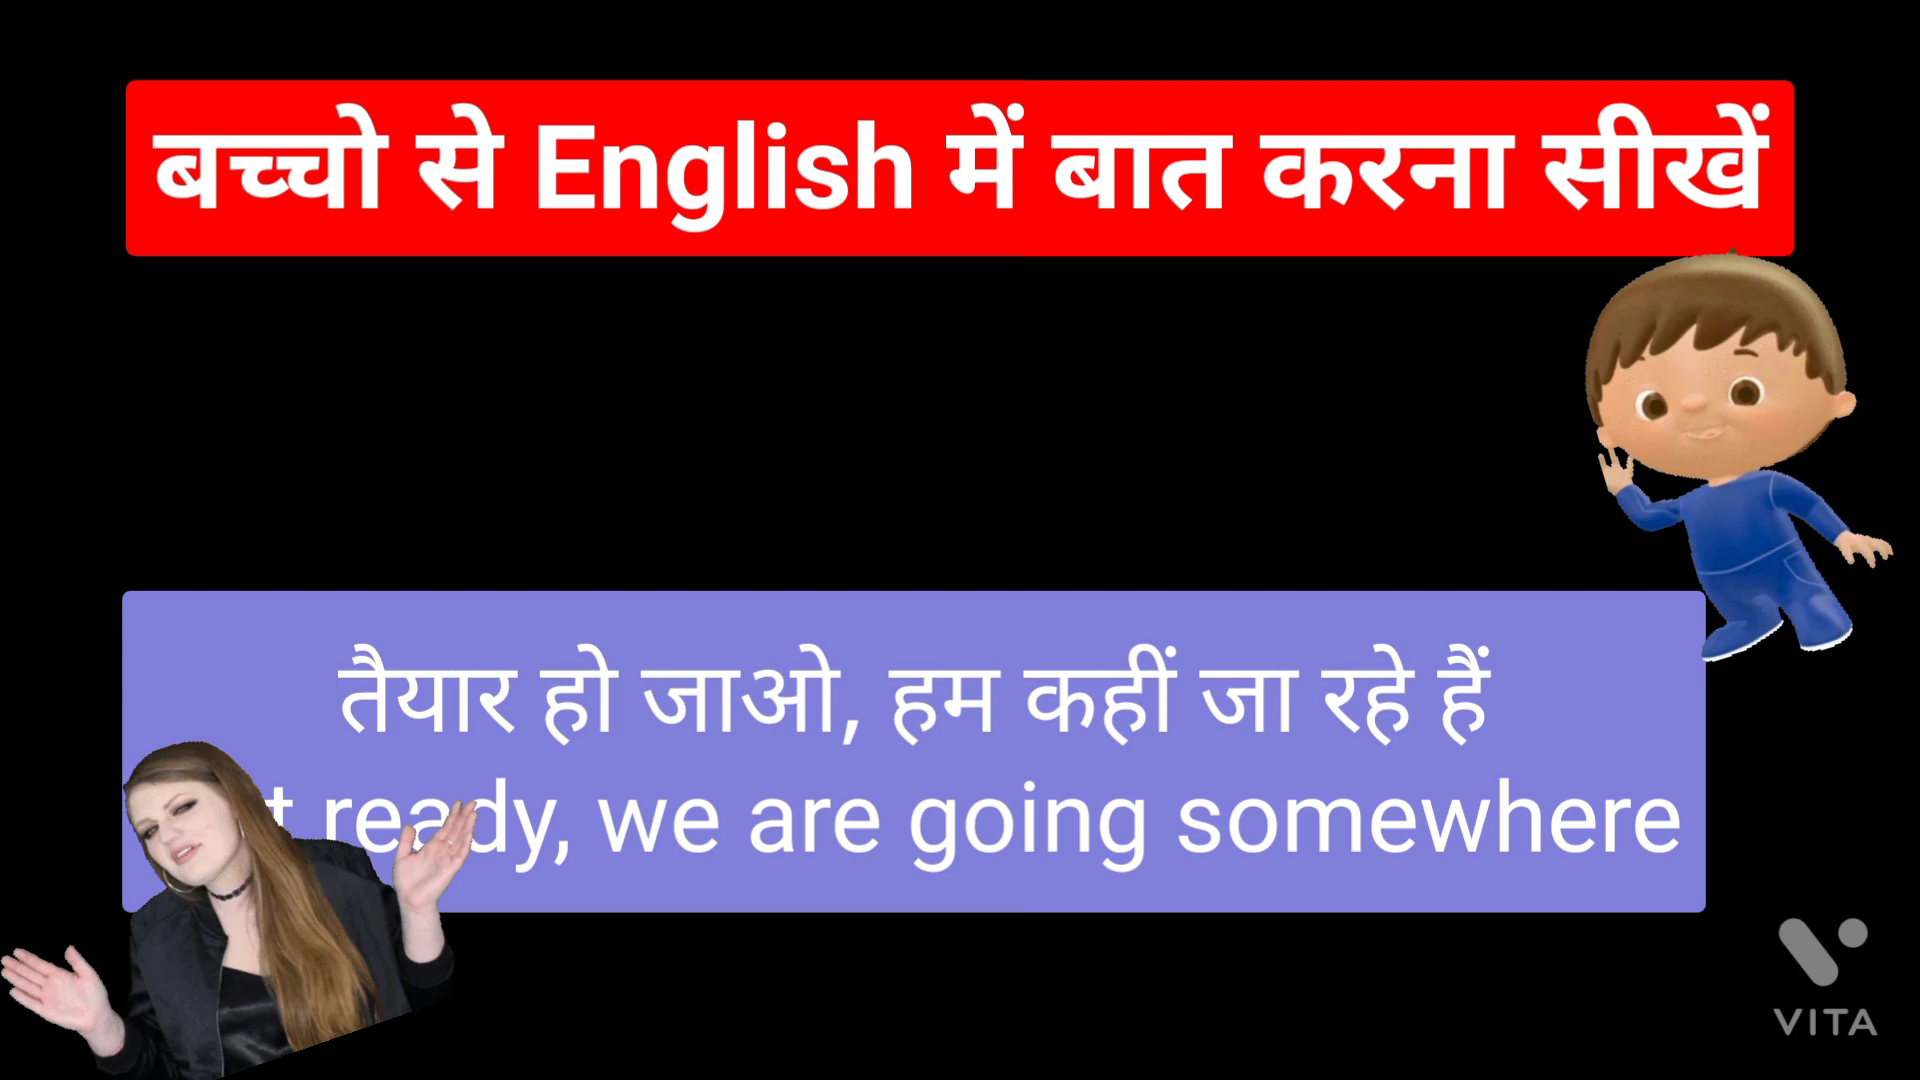 बच्चो से English में बात करना सीखें
तैयार हो जाओ, हम कहीं जा रहे हैं
ready, we are going somewhere
VITA